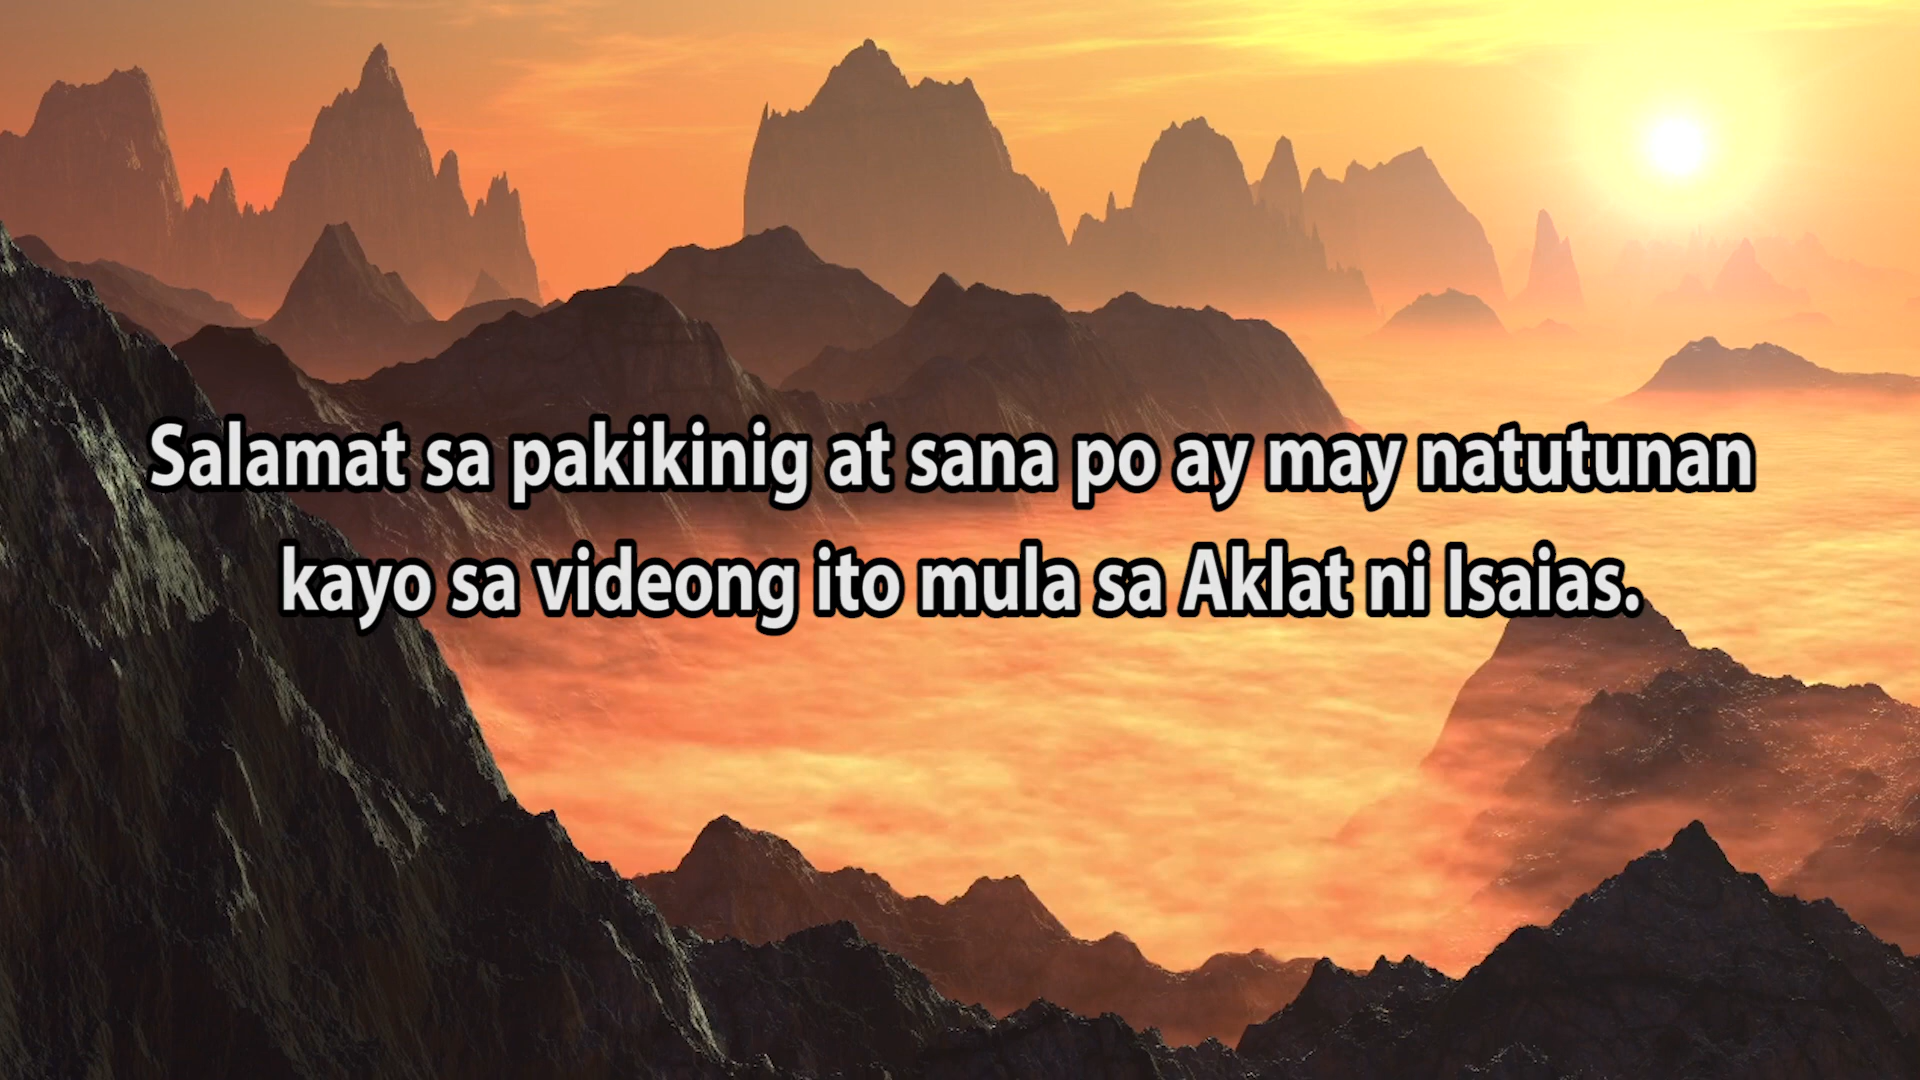 Salamat sa pakikinig at sana po ay may natutunan
kayo sa videong ito mula sa Aklat ni Isaias.